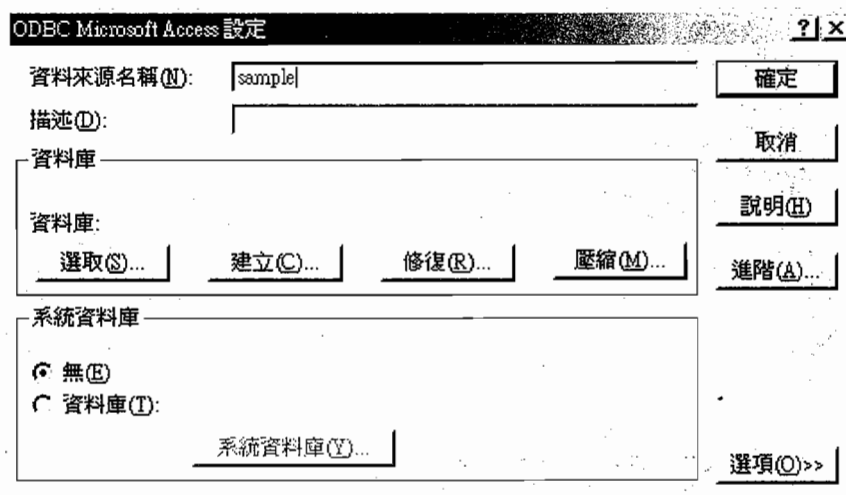 ODBC Microsoft Access 設定
資料來源名稱(N): sample 確定
描述(D):
取消
資料庫
說明(H)
資料庫:
選取(S)... 建立(C)... 修復(R)... 壓縮(M)... 進階(A)...
系統資料庫
無(E)
資料庫(T):
系統資料庫(Y)...
選項(O)>>